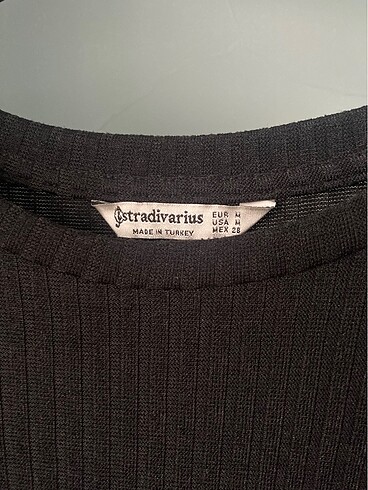 stradivarius
MADE IN TURKEY
EUR M
USA M
MEX 28